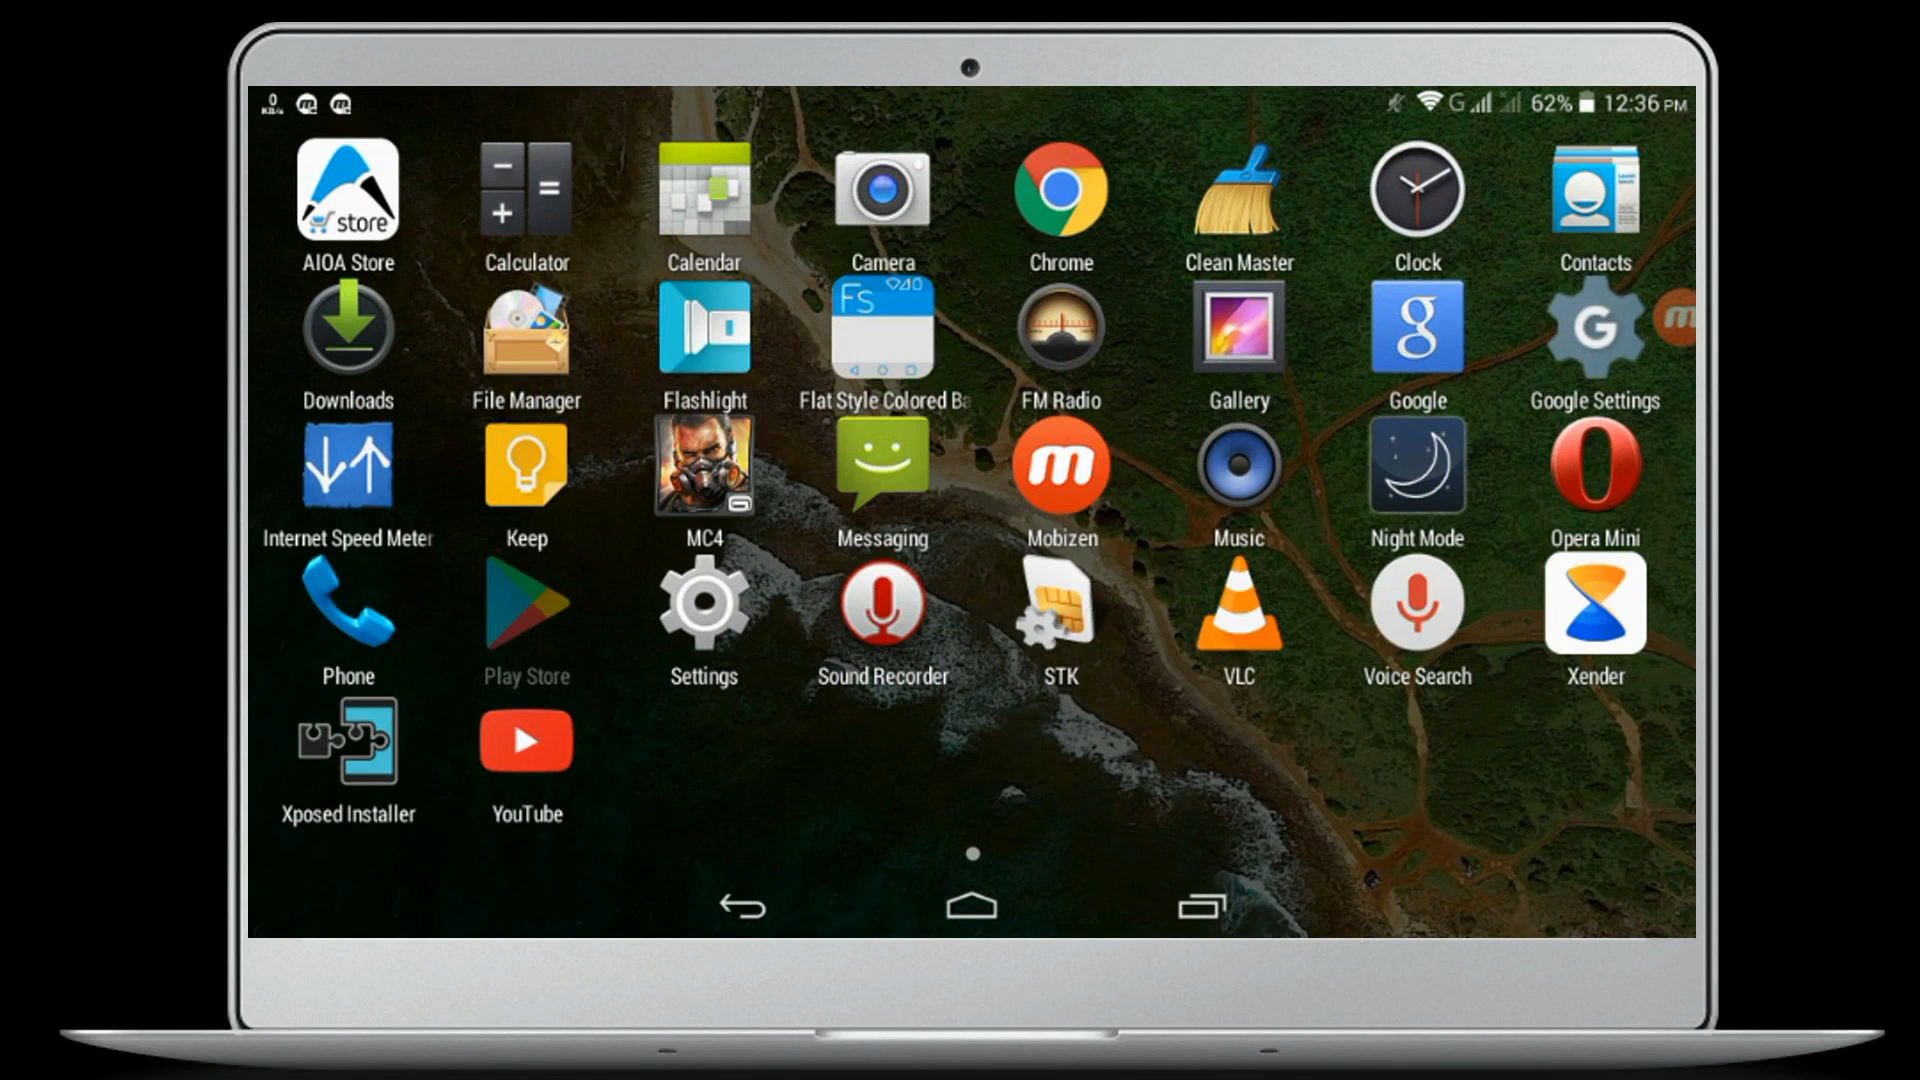 0
KB/s
G
62%
12:36 PM
store
AIOA Store
Calculator
Calendar
Camera
Chrome
Clean Master
Clock
Contacts
Downloads
File Manager
Flashlight
Fs
Flat Style Colored Ba
FM Radio
Gallery
g
Google
G
Google Settings
m
Internet Speed Meter
Keep
MC4
Messaging
m
Mobizen
Music
Night Mode
Opera Mini
Phone
Play Store
Settings
Sound Recorder
STK
VLC
Voice Search
Xender
Xposed Installer
YouTube